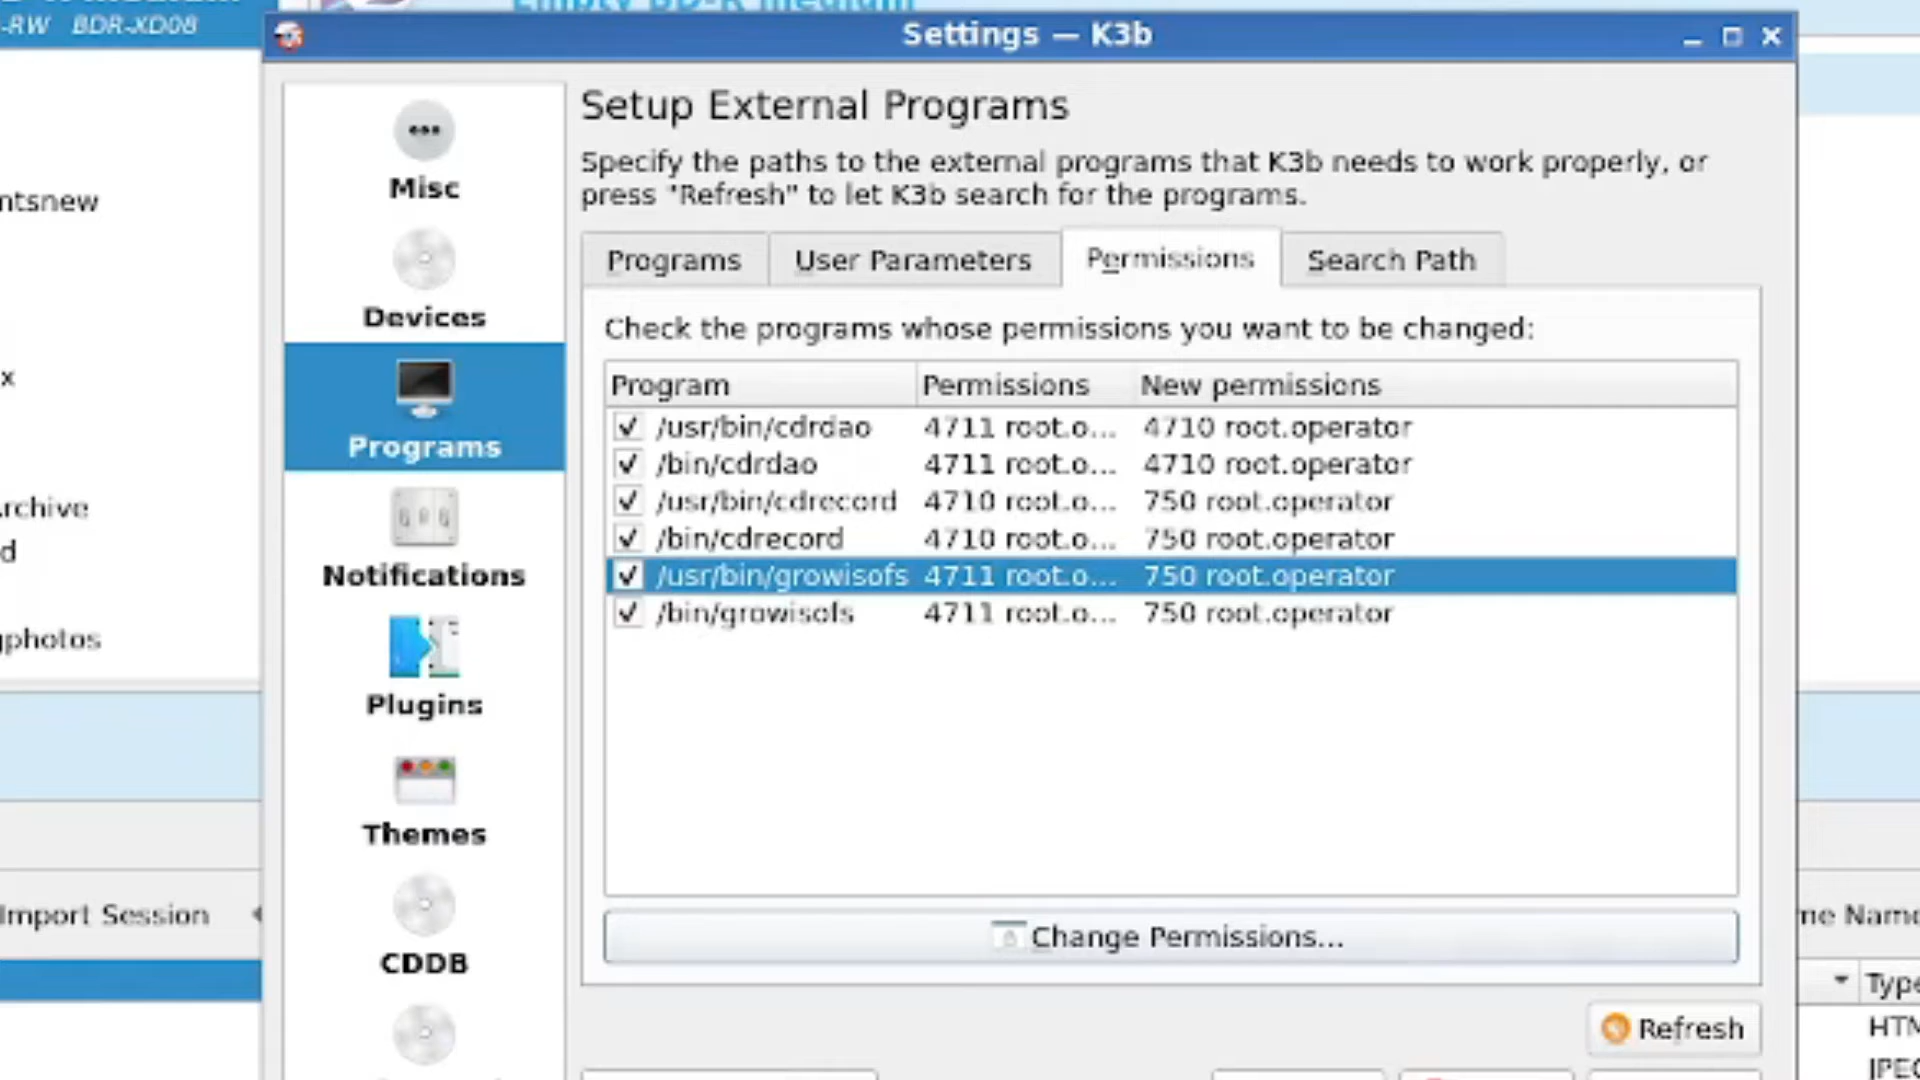 -RW BDR-XD08
Empty BD-R medium
Settings — K3b
ntsnew
x
rchive
d
gphotos
Import Session
Misc
Devices
Programs
Notifications
Plugins
Themes
CDDB
Setup External Programs
Specify the paths to the external programs that K3b needs to work properly, or
press "Refresh" to let K3b search for the programs.
Programs User Parameters Permissions Search Path
Check the programs whose permissions you want to be changed:
Program Permissions New permissions
/usr/bin/cdrdao 4711 root.o... 4710 root.operator
/bin/cdrdao 4711 root.o... 4710 root.operator
/usr/bin/cdrecord 4710 root.o... 750 root.operator
/bin/cdrecord 4710 root.o... 750 root.operator
/usr/bin/growisofs 4711 root.o... 750 root.operator
/bin/growisofs 4711 root.o... 750 root.operator
Change Permissions...
Refresh
me Name
Type
HTM
JPEG